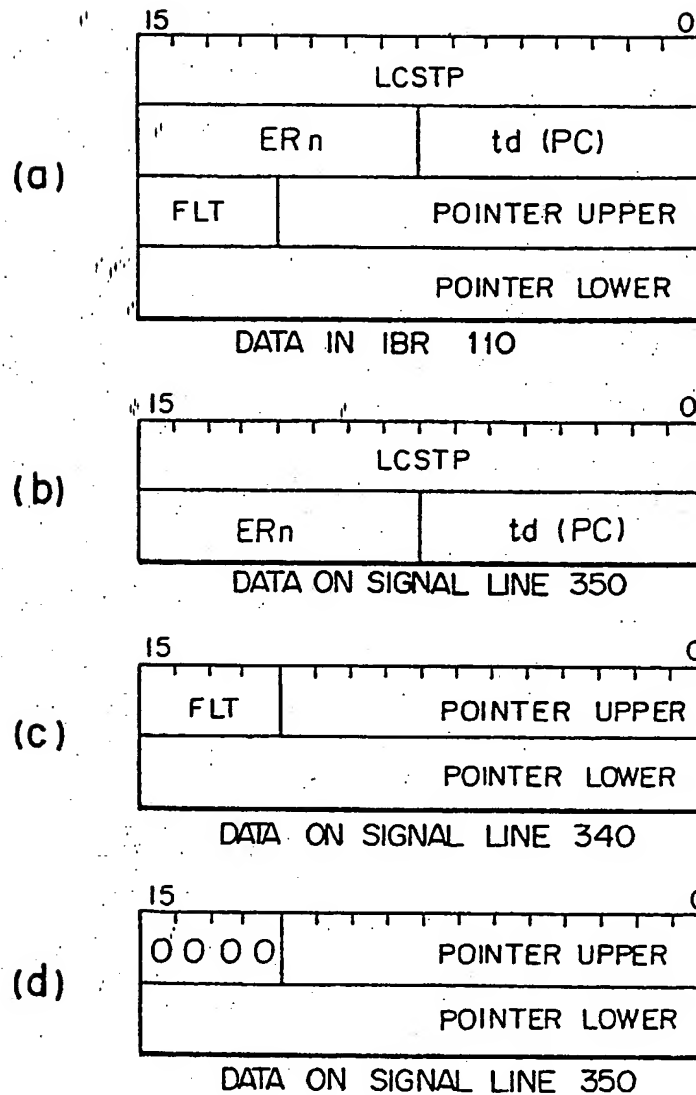 15 0
LCSTP
(a) ERn td (PC)
FLT POINTER UPPER
POINTER LOWER
DATA IN IBR 110
15 0
(b) LCSTP
ERn td (PC)
DATA ON SIGNAL LINE 350
15 0
(c) FLT POINTER UPPER
POINTER LOWER
DATA ON SIGNAL LINE 340
15 0
0000 POINTER UPPER
(d) POINTER LOWER
DATA ON SIGNAL LINE 350